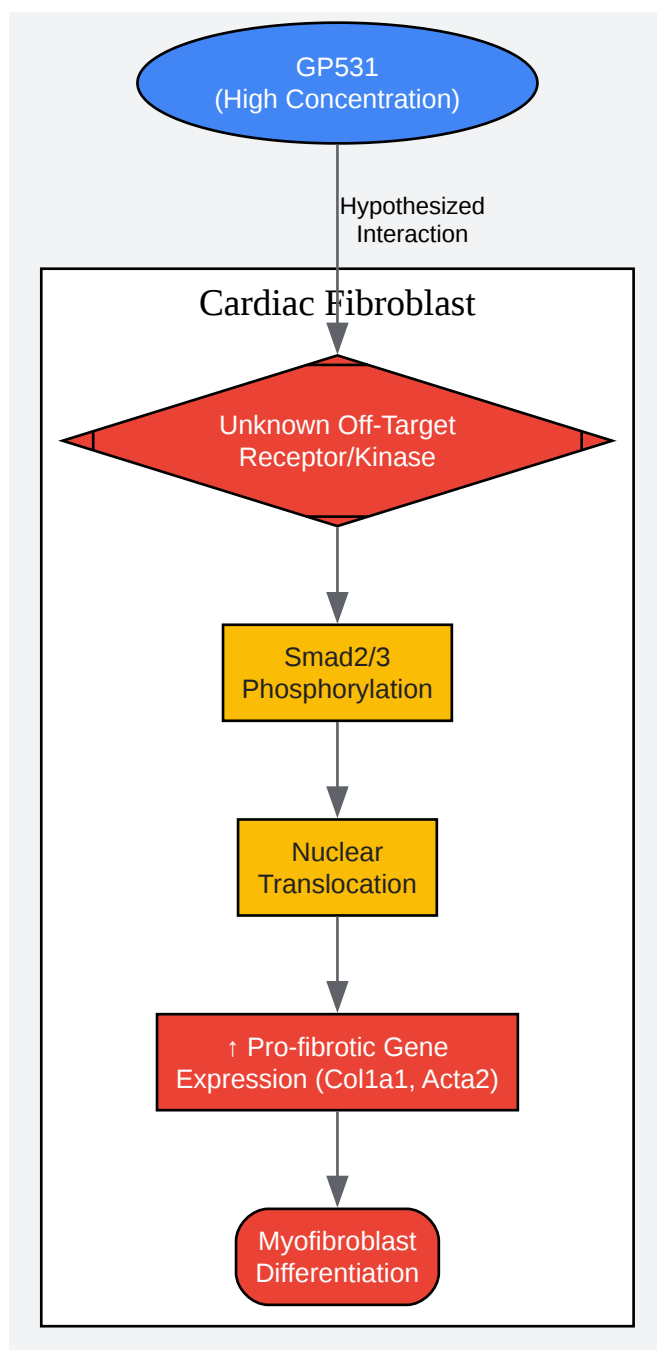 GP531
(High Concentration)
Hypothesized
Interaction
Cardiac Fibroblast
Unknown Off-Target
Receptor/Kinase
Smad2/3
Phosphorylation
Nuclear
Translocation
↑ Pro-fibrotic Gene
Expression (Col1a1, Acta2)
Myofibroblast
Differentiation